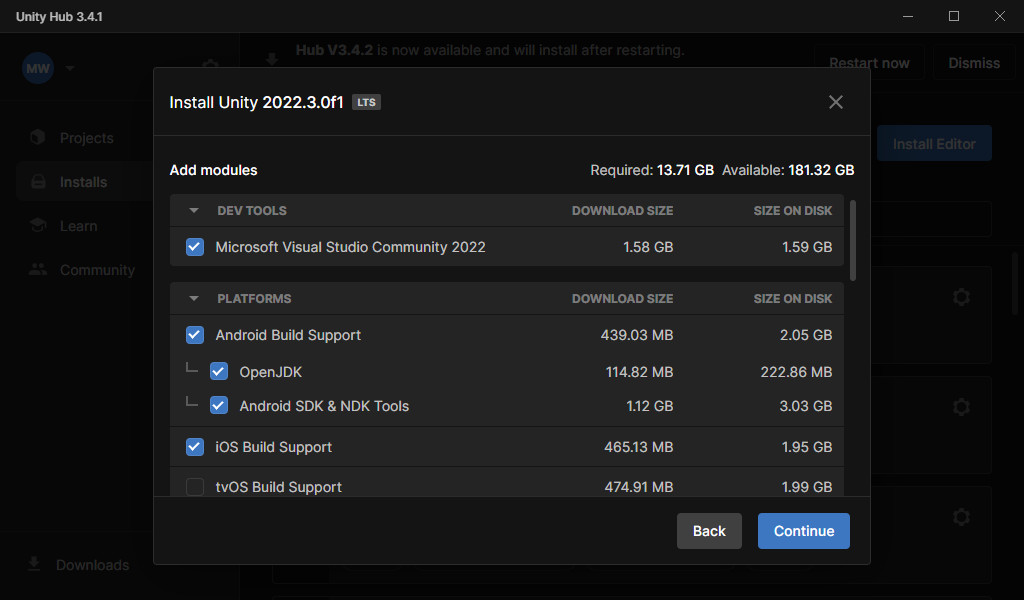 Unity Hub 3.4.1
MW
Hub V3.4.2 is now available and will install after restarting.
Restart now
Dismiss
Projects
Installs
Learn
Community
Downloads
Install Editor
Install Unity 2022.3.0f1 LTS
Add modules
Required: 13.71 GB Available: 181.32 GB
DEV TOOLS DOWNLOAD SIZE SIZE ON DISK
Microsoft Visual Studio Community 2022 1.58 GB 1.59 GB
PLATFORMS DOWNLOAD SIZE SIZE ON DISK
Android Build Support 439.03 MB 2.05 GB
OpenJDK 114.82 MB 222.86 MB
Android SDK & NDK Tools 1.12 GB 3.03 GB
iOS Build Support 465.13 MB 1.95 GB
tvOS Build Support 474.91 MB 1.99 GB
Back
Continue